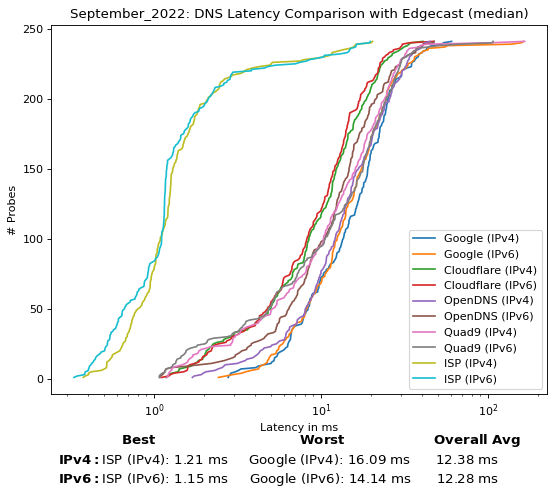 September_2022: DNS Latency Comparison with Edgecast (median)
250
200
150
100
50
0
# Probes
Google (IPv4)
Google (IPv6)
Cloudflare (IPv4)
Cloudflare (IPv6)
OpenDNS (IPv4)
OpenDNS (IPv6)
Quad9 (IPv4)
Quad9 (IPv6)
ISP (IPv4)
ISP (IPv6)
10⁰ 10¹ 10²
Latency in ms
Best Worst Overall Avg
IPv4: ISP (IPv4): 1.21 ms Google (IPv4): 16.09 ms 12.38 ms
IPv6: ISP (IPv6): 1.15 ms Google (IPv6): 14.14 ms 12.28 ms